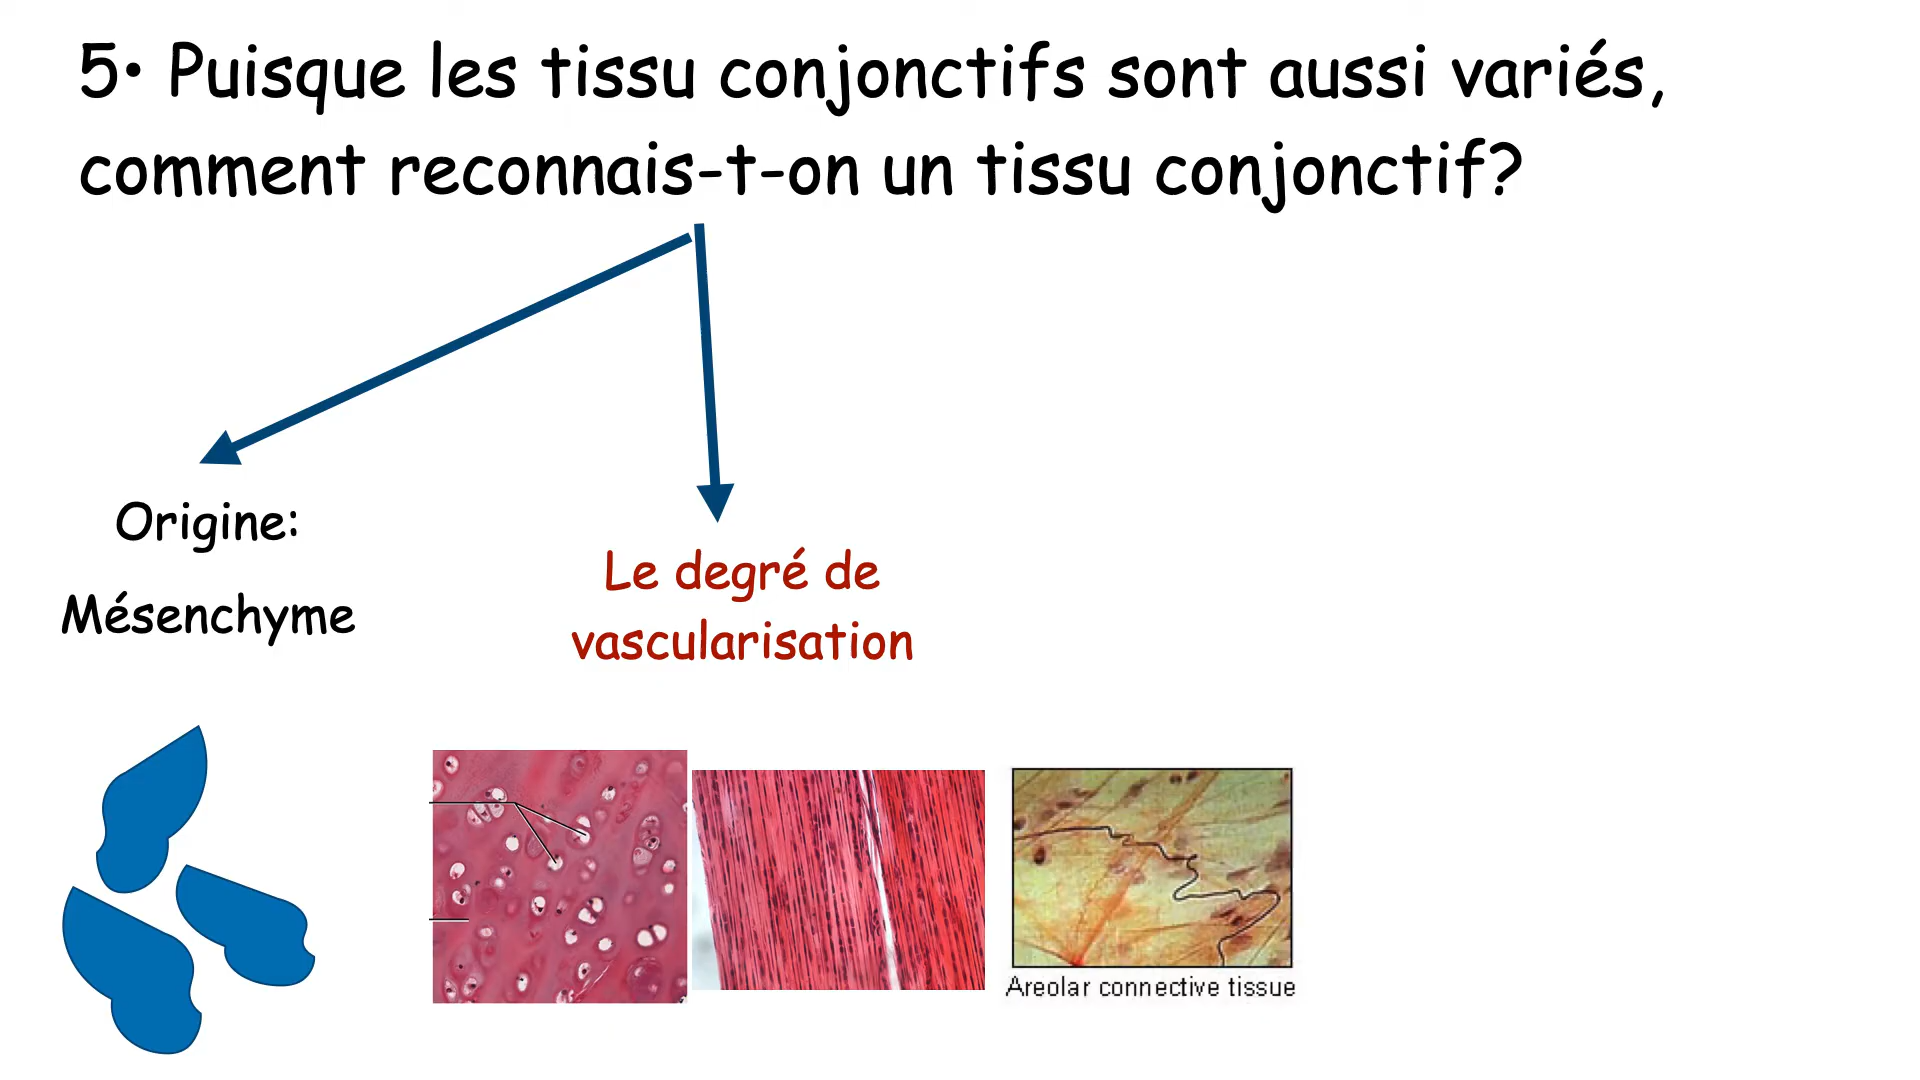 5• Puisque les tissu conjonctifs sont aussi variés,
comment reconnais-t-on un tissu conjonctif?
Origine:
Mésenchyme
Le degré de
vascularisation
Areolar connective tissue